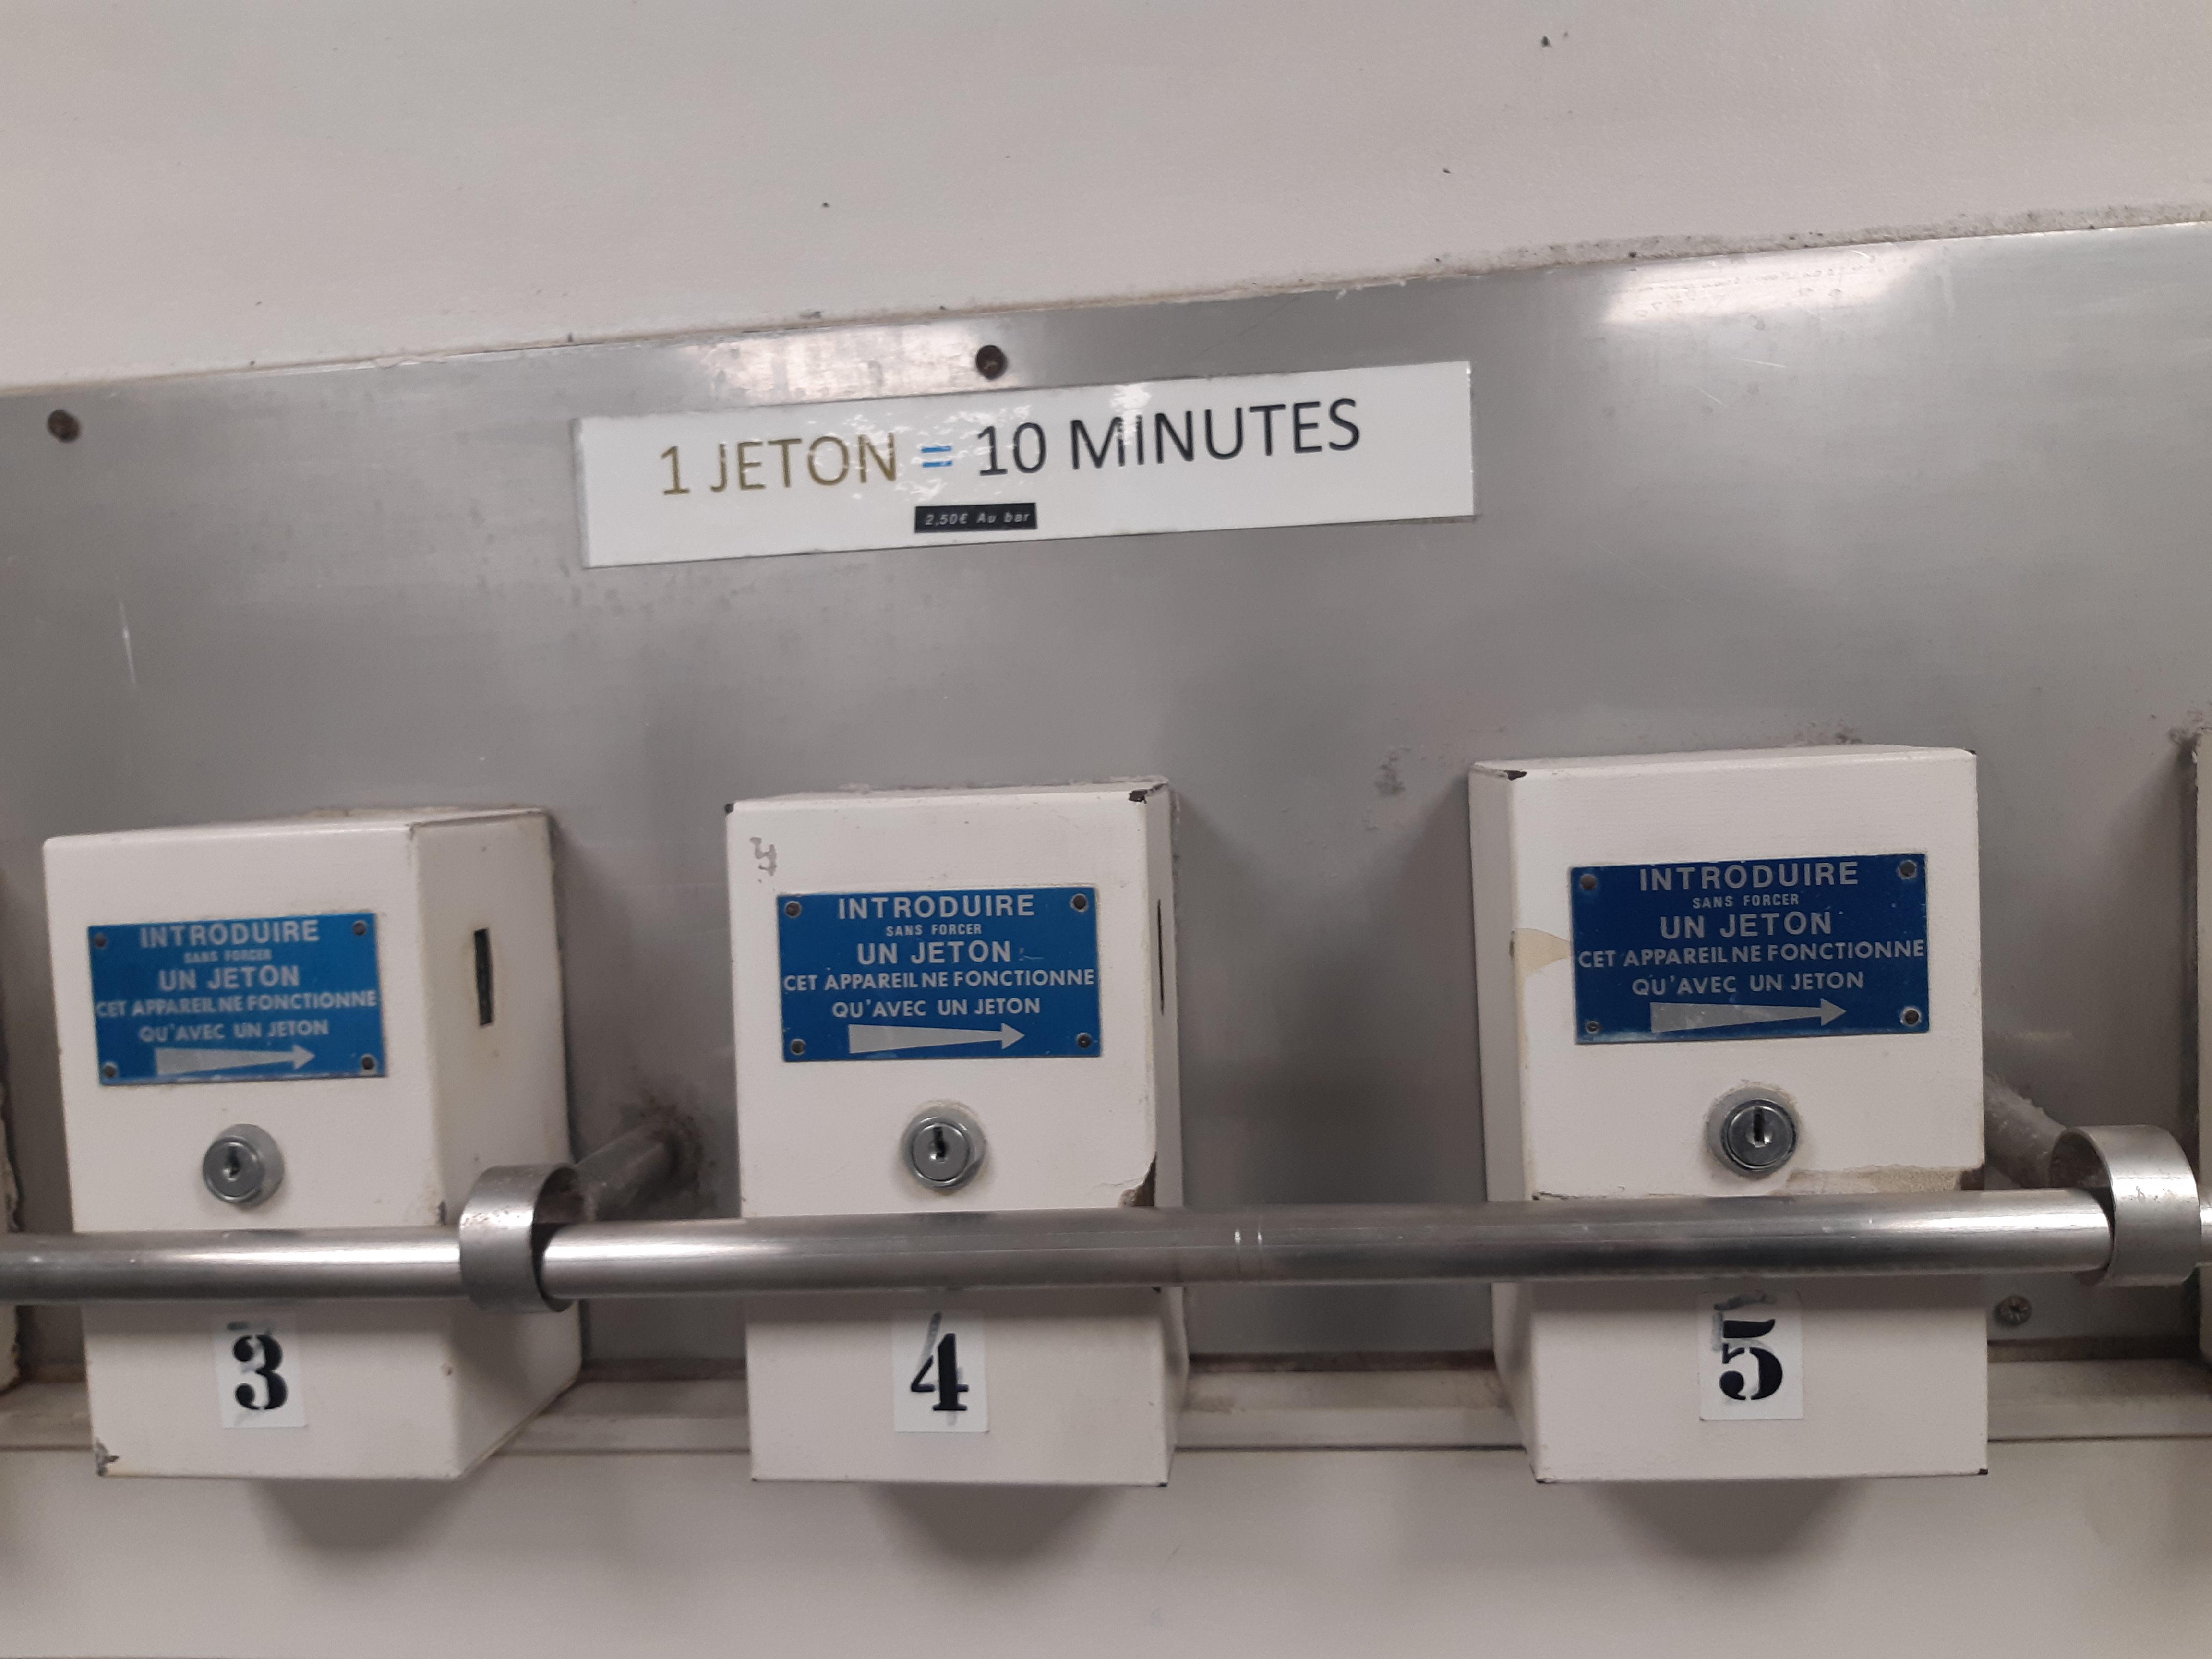 1 JETON = 10 MINUTES
2,50€ Au bar
INTRODUIRE
SANS FORCER
UN JETON
CET APPAREIL NE FONCTIONNE
QU'AVEC UN JETON
3
4
INTRODUIRE
SANS FORCER
UN JETON
CET APPAREIL NE FONCTIONNE
QU'AVEC UN JETON
4
INTRODUIRE
SANS FORCER
UN JETON
CET APPAREIL NE FONCTIONNE
QU'AVEC UN JETON
5